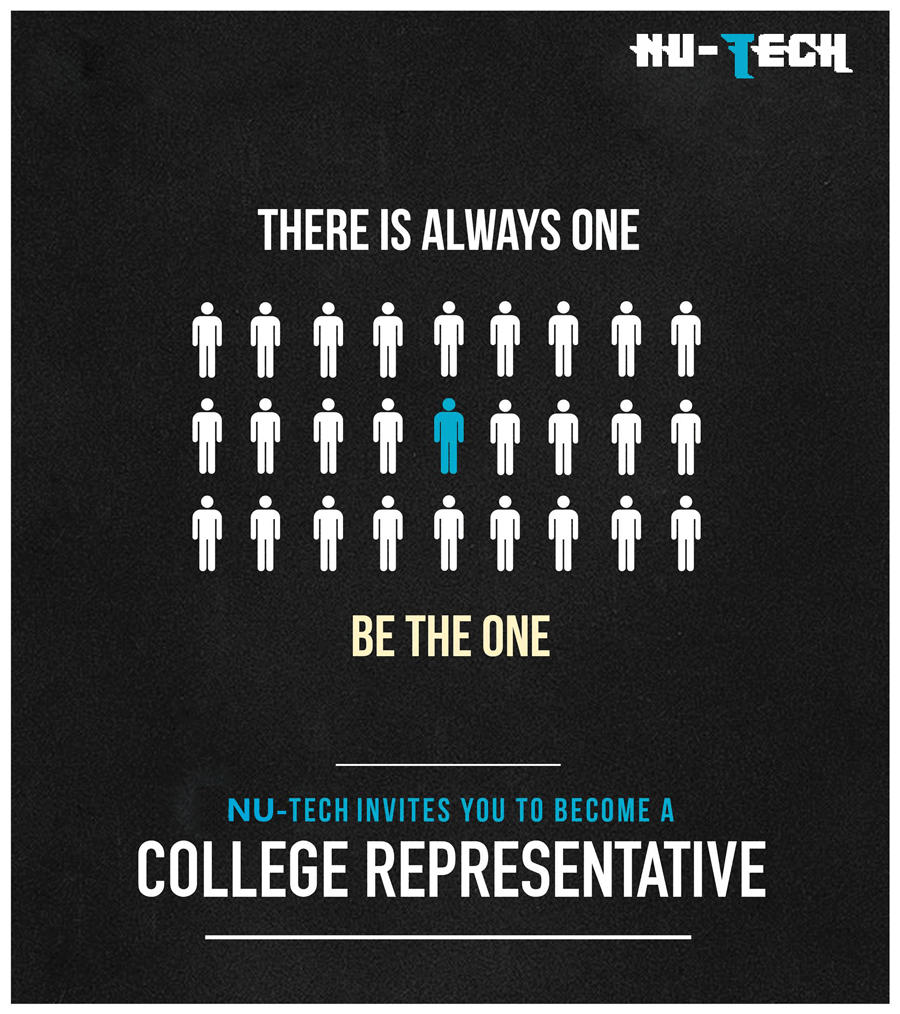 NU-TECH
THERE IS ALWAYS ONE
BE THE ONE
NU-TECH INVITES YOU TO BECOME A
COLLEGE REPRESENTATIVE